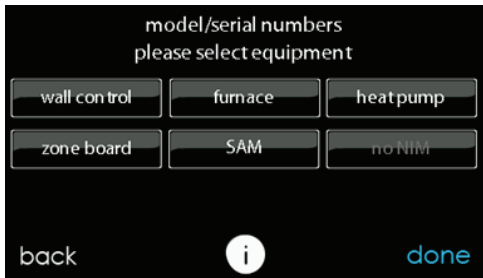 model/serial numbers
please select equipment
wall control furnace heat pump
zone board SAM no NIM
back i done